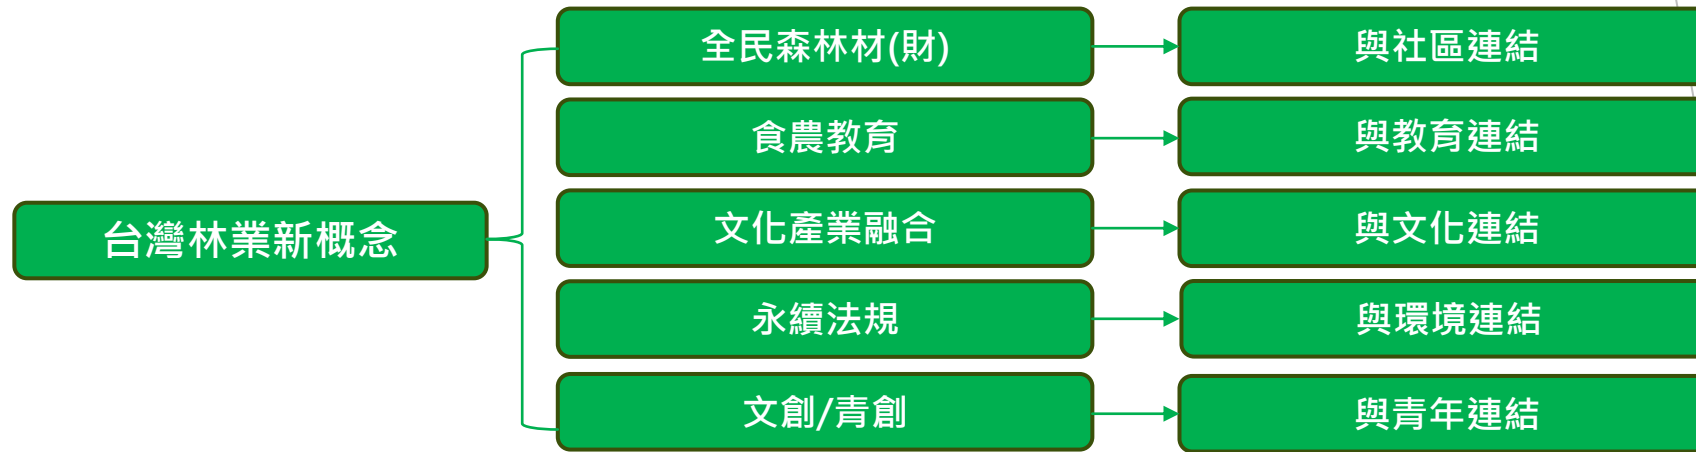 台灣林業新概念
全民森林材(財)
與社區連結
食農教育
與教育連結
文化產業融合
與文化連結
永續法規
與環境連結
文創/青創
與青年連結